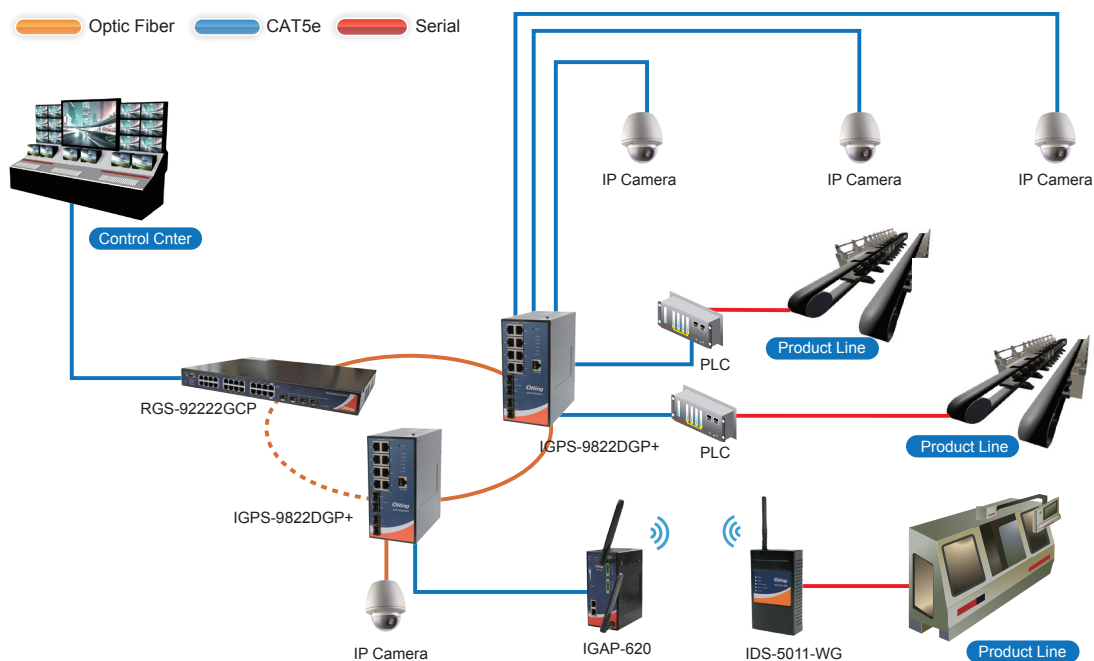 Optic Fiber
CAT5e
Serial
IP Camera
IP Camera
IP Camera
Control Cnter
PLC
Product Line
RGS-92222GCP
IGPS-9822DGP+
PLC
Product Line
IGPS-9822DGP+
IP Camera
IGAP-620
IDS-5011-WG
Product Line